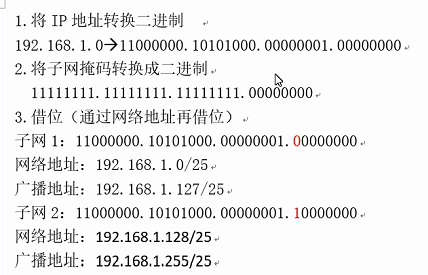 1.将 IP 地址转换二进制
192.168.1.0→11000000.10101000.00000001.00000000
2.将子网掩码转换成二进制
11111111.11111111.11111111.00000000
3.借位（通过网络地址再借位）
子网 1：11000000.10101000.00000001.00000000
网络地址：192.168.1.0/25
广播地址：192.168.1.127/25
子网 2：11000000.10101000.00000001.10000000
网络地址：192.168.1.128/25
广播地址：192.168.1.255/25